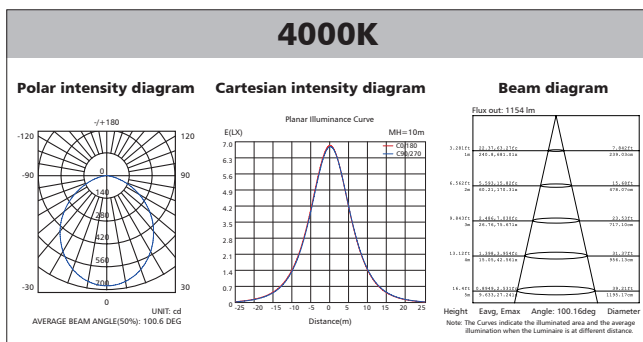 4000K
Polar intensity diagram
-/+180
-120
120
-90
90
0
140
280
420
560
700
-30
30
0
UNIT: cd
AVERAGE BEAM ANGLE(50%): 100.6 DEG
Cartesian intensity diagram
Planar Illuminance Curve
E(LX)
MH=10m
C0/180
C90/270
7.0
6.3
5.6
4.9
4.2
3.5
2.8
2.1
1.4
0.7
0
-25 -20 -15 -10 -5 0 5 10 15 20 25
Distance(m)
Beam diagram
Flux out: 1154 lm
1m
2m
3m
5m
Height Eavg, Emax Angle: 100.16deg Diameter
Note: The Curves indicate the illuminated area and the average
illumination when the Luminaire is at different distance.